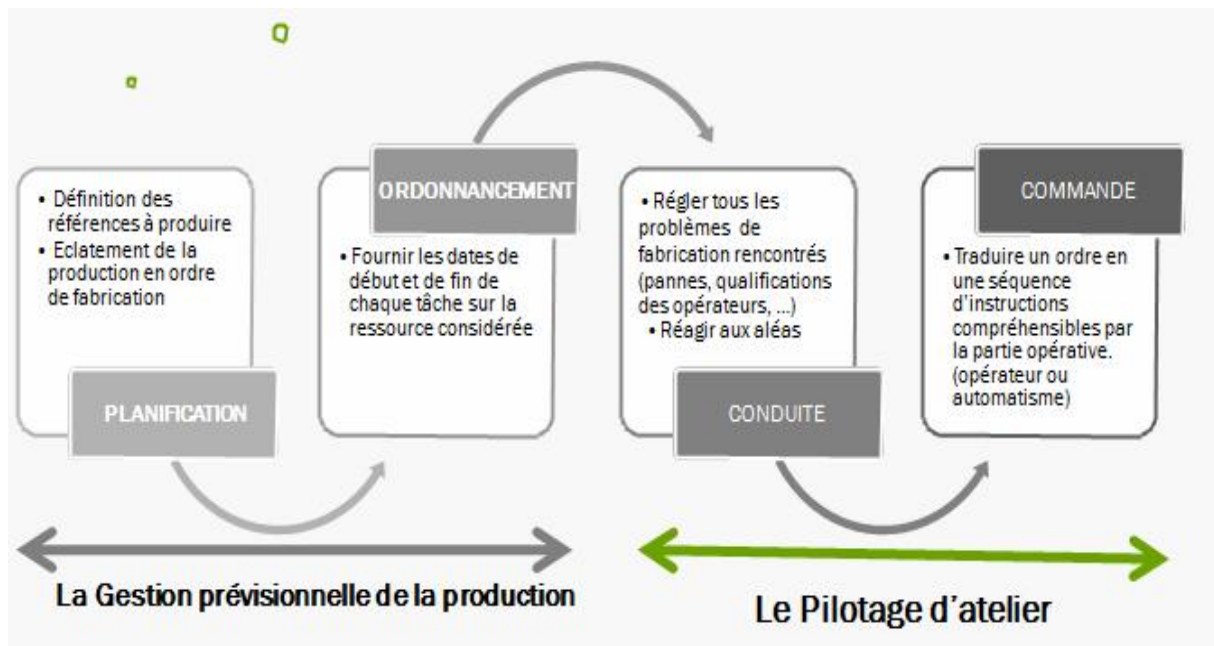 • Définition des
références à produire
• Eclatement de la
production en ordre
de fabrication
PLANIFICATION
ORDONNANCEMENT
• Fournir les dates de
début et de fin de
chaque tâche sur la
ressource considérée
• Régler tous les
problèmes de
fabrication rencontrés
(pannes, qualifications
des opérateurs, ...)
• Réagir aux aléas
CONDUITE
COMMANDE
• Traduire un ordre en
une séquence
d'instructions
compréhensibles par
la partie opérative.
(opérateur ou
automatisme)
La Gestion prévisionnelle de la production
Le Pilotage d'atelier